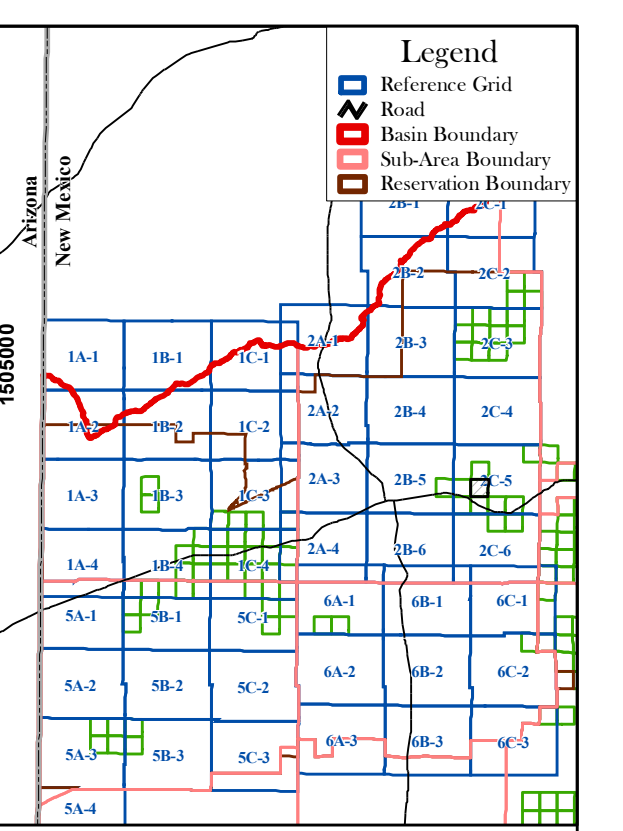 Legend
Reference Grid
Road
Basin Boundary
Sub-Area Boundary
Reservation Boundary
Arizona
New Mexico
1505000
2B-1 2C-1
2B-2 2C-2
2A-1 2B-3 2C-3
1A-1 1B-1 1C-1
2A-2 2B-4 2C-4
1A-2 1B-2 1C-2
2A-3 2B-5 2C-5
1A-3 1B-3 1C-3
2A-4 2B-6 2C-6
1A-4 1B-4 1C-4
6A-1 6B-1 6C-1
5A-1 5B-1 5C-1
6A-2 6B-2 6C-2
5A-2 5B-2 5C-2
6A-3 6B-3 6C-3
5A-3 5B-3 5C-3
5A-4